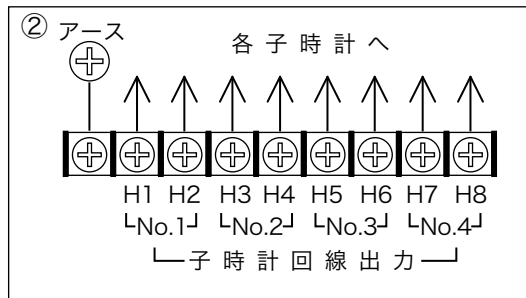 ② アース
各子時計へ
H1 H2 H3 H4 H5 H6 H7 H8
No.1 No.2 No.3 No.4
子時計回線出力